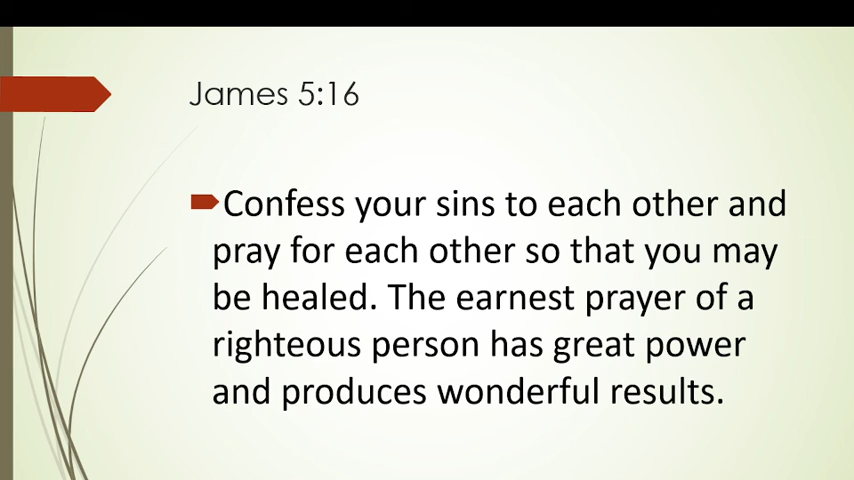 James 5:16
Confess your sins to each other and
pray for each other so that you may
be healed. The earnest prayer of a
righteous person has great power
and produces wonderful results.